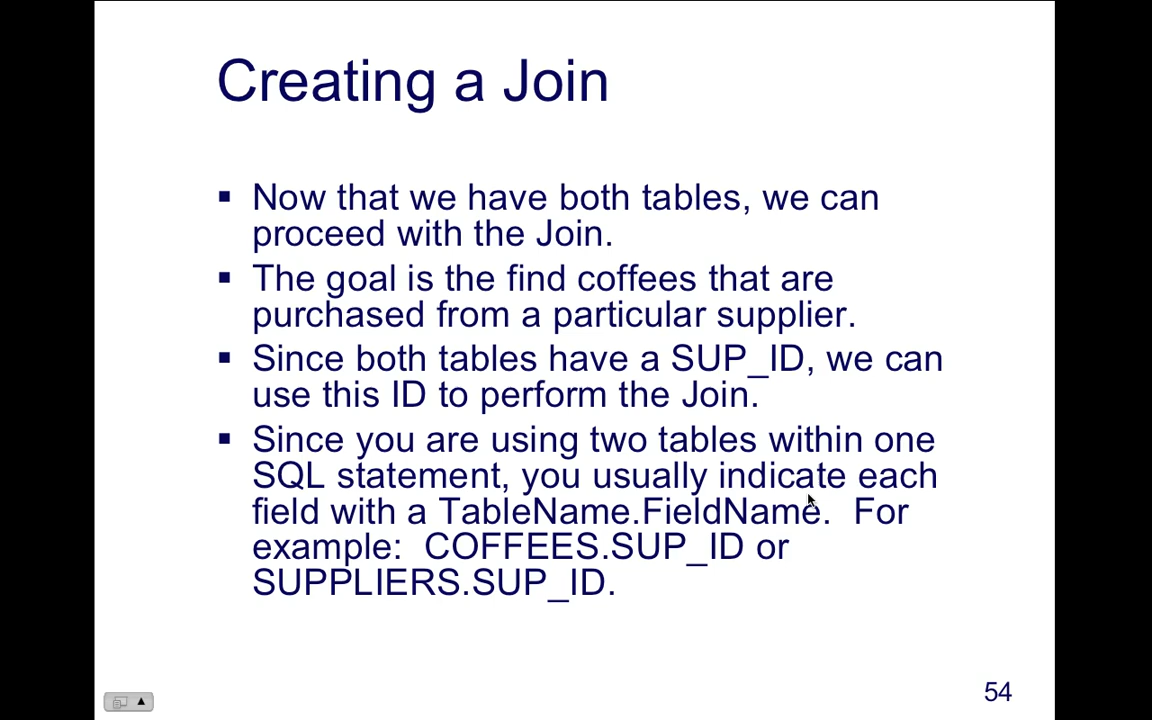 Creating a Join
▪ Now that we have both tables, we can
proceed with the Join.
▪ The goal is the find coffees that are
purchased from a particular supplier.
▪ Since both tables have a SUP_ID, we can
use this ID to perform the Join.
▪ Since you are using two tables within one
SQL statement, you usually indicate each
field with a TableName.FieldName.  For
example:  COFFEES.SUP_ID or
SUPPLIERS.SUP_ID.
54